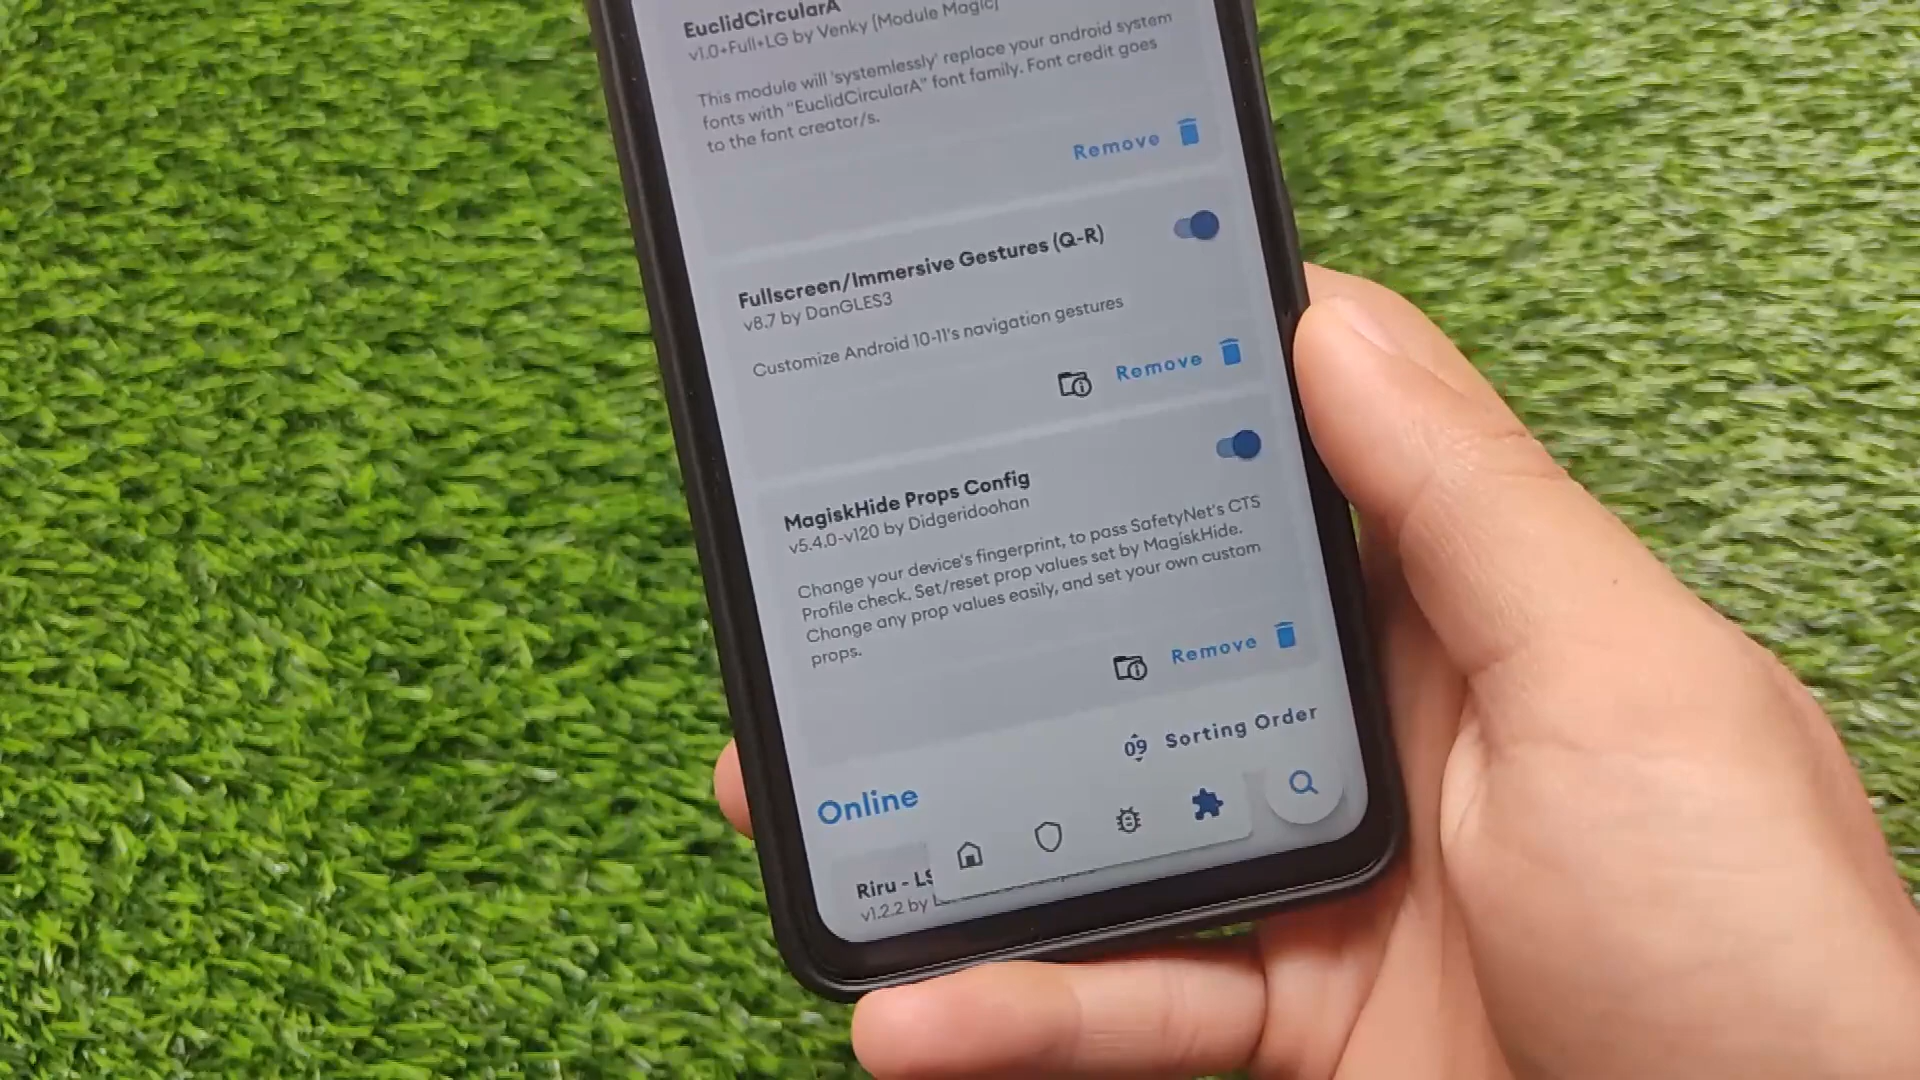 EuclidCircularA
v1.0+Full+LG by Venky (Module Magic)
This module will 'systemlessly' replace your android system
fonts with "EuclidCircularA" font family. Font credit goes
to the font creator/s.
Remove
Fullscreen/Immersive Gestures (Q-R)
v8.7 by DanGLES3
Customize Android 10-11's navigation gestures
Remove
MagiskHide Props Config
v5.4.0-v120 by Didgeridoohan
Change your device's fingerprint, to pass SafetyNet's CTS
Profile check. Set/reset prop values set by MagiskHide.
Change any prop values easily, and set your own custom
props.
Remove
09 Sorting Order
Online
Riru - LS
v1.2.2 by